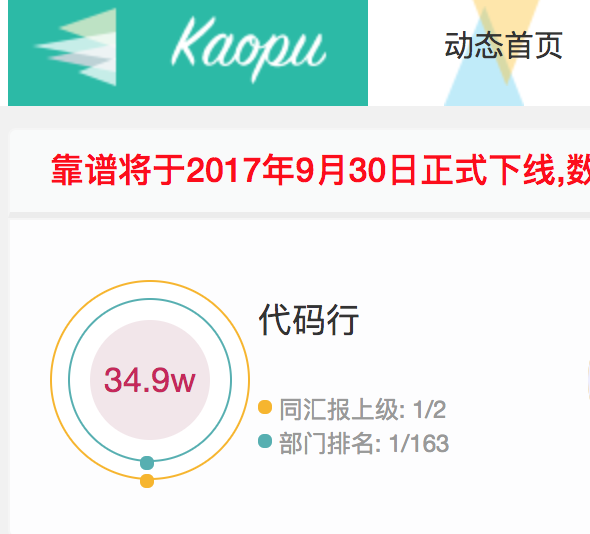 Kaopu
动态首页
靠谱将于2017年9月30日正式下线,数
代码行
34.9w
同汇报上级: 1/2
部门排名: 1/163